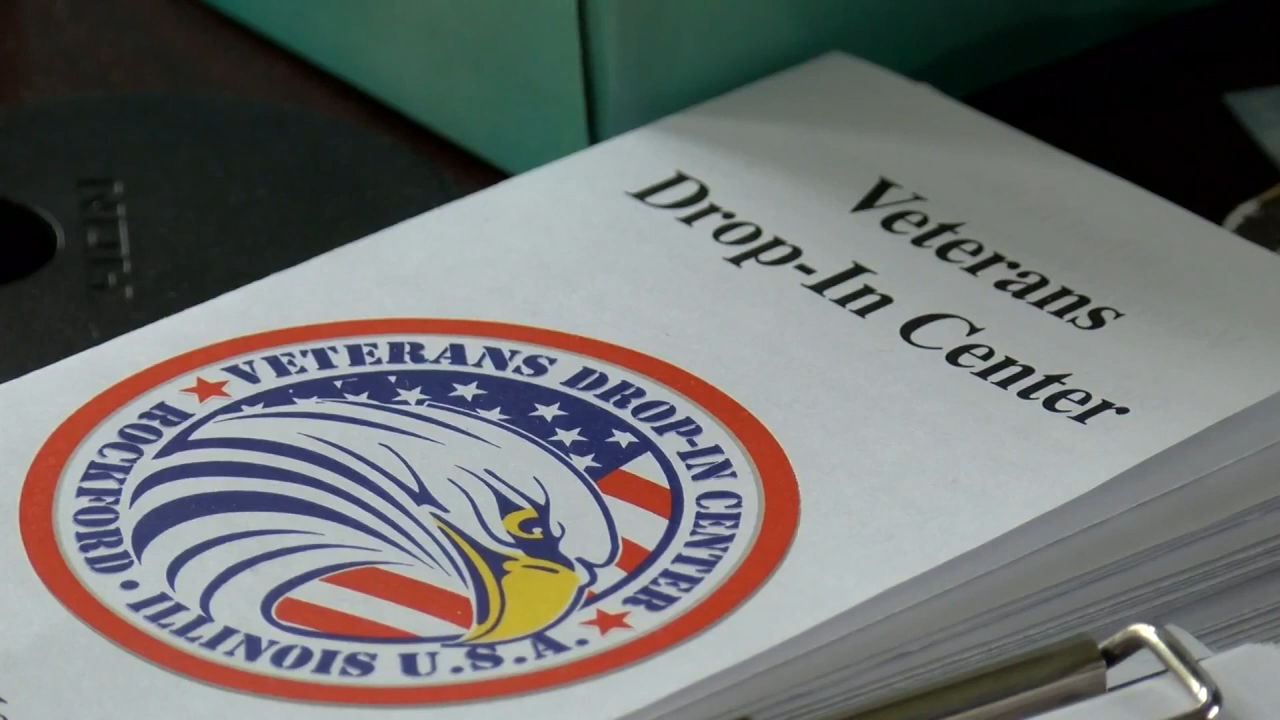 Veterans
Drop-In Center
VETERANS DROP-IN CENTER
ROCKFORD • ILLINOIS U.S.A.